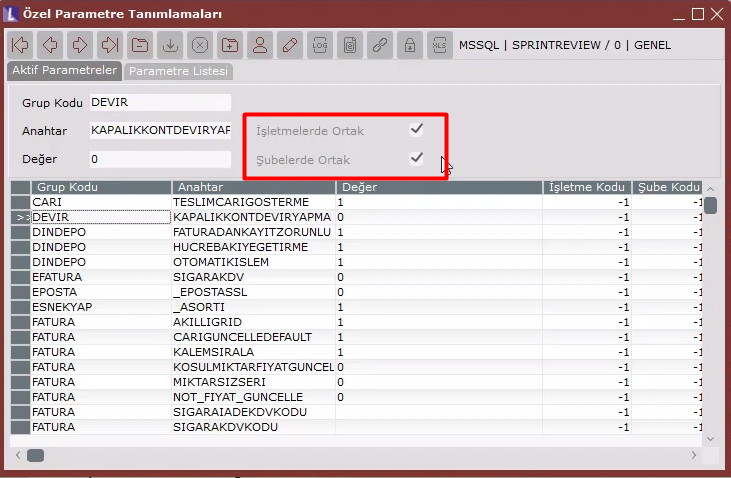 Özel Parametre Tanımlamaları
LOG XLS MSSQL | SPRINTREVIEW / 0 | GENEL
Aktif Parametreler Parametre Listesi
Grup Kodu DEVIR
Anahtar KAPALIKKONTDEVIRYAP İşletmelerde Ortak
Değer 0 Şubelerde Ortak
Grup Kodu Anahtar Değer İşletme Kodu Şube Kodu
CARI TESLIMCARIGOSTERME 1 -1 -1
DEVIR KAPALIKKONTDEVIRYAPMA 0 -1 -1
DINDEPO FATURADANKAYITZORUNLU 1 -1 -1
DINDEPO HUCREBAKIYEGETIRME 1 -1 -1
DINDEPO OTOMATIKISLEM 1 -1 -1
EFATURA SIGARAKDV 0 -1 -1
EPOSTA _EPOSTASSL 0 -1 -1
ESNEKYAP _ASORTI 1 -1 -1
FATURA AKILLIGRID 1 -1 -1
FATURA CARIGUNCELLEDEFAULT 1 -1 -1
FATURA KALEMSIRALA 1 -1 -1
FATURA KOSULMIKTARFIYATGUNCEL 0 -1 -1
FATURA MIKTARSIZSERI 0 -1 -1
FATURA NOT_FIYAT_GUNCELLE 0 -1 -1
FATURA SIGARAIADEKDVKODU -1 -1
FATURA SIGARAKDVKODU -1 -1